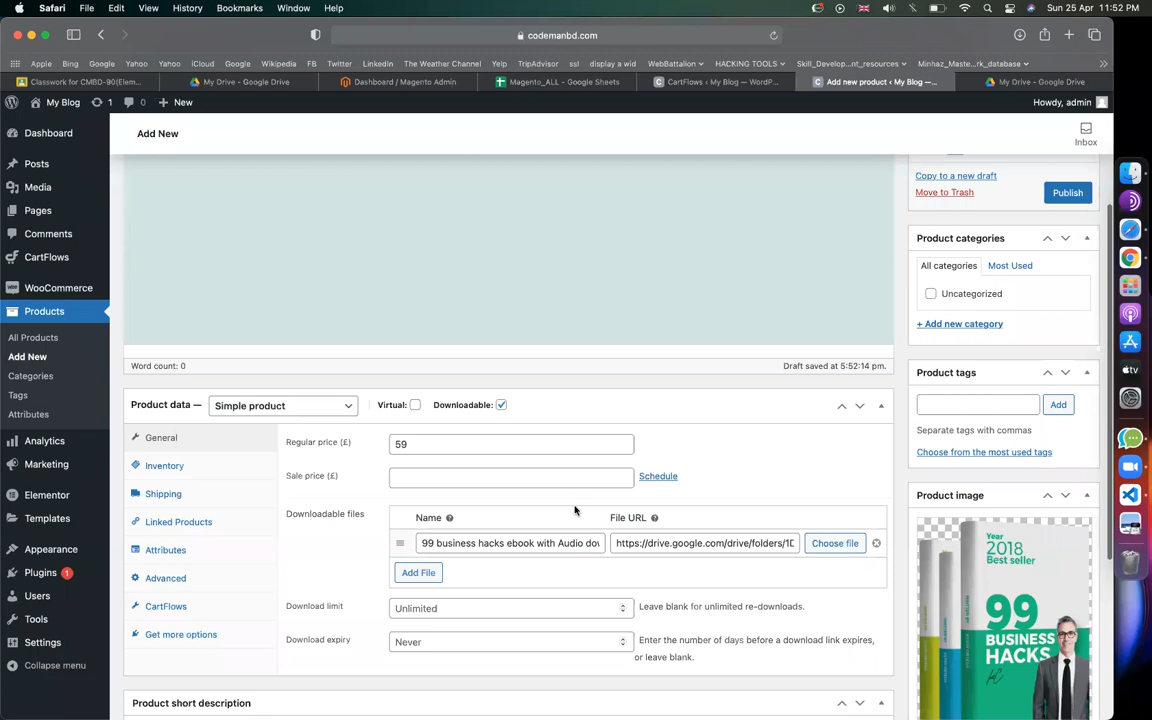 Safari File Edit View History Bookmarks Window Help Sun 25 Apr 11:52 PM
codemanbd.com
Apple Bing Google Yahoo Yahoo iCloud Google Wikipedia FB Twitter LinkedIn The Weather Channel Yelp TripAdvisor ssl display a wid WebBattalion HACKING TOOLS Skill_Develop...nt_resources Minhaz_Maste...rk_database
Classwork for CMBD-90(Elem... My Drive - Google Drive Dashboard / Magento Admin Magento_ALL - Google Sheets CartFlows ‹ My Blog — WordP... Add new product ‹ My Blog —... My Drive - Google Drive
My Blog 1 0 New Howdy, admin
Dashboard
Posts
Media
Pages
Comments
CartFlows
WooCommerce
Products
All Products
Add New
Categories
Tags
Attributes
Analytics
Marketing
Elementor
Templates
Appearance
Plugins 1
Users
Tools
Settings
Collapse menu
Add New
Inbox
Word count: 0 Draft saved at 5:52:14 pm.
Product data — Simple product Virtual: Downloadable:
General
Inventory
Shipping
Linked Products
Attributes
Advanced
CartFlows
Get more options
Regular price (£) 59
Sale price (£) Schedule
Downloadable files
Name ? File URL ?
99 business hacks ebook with Audio dov https://drive.google.com/drive/folders/1D Choose file
Add File
Download limit Unlimited Leave blank for unlimited re-downloads.
Download expiry Never Enter the number of days before a download link expires,
or leave blank.
Product short description
Copy to a new draft
Move to Trash
Publish
Product categories
All categories Most Used
Uncategorized
+ Add new category
Product tags
Add
Separate tags with commas
Choose from the most used tags
Product image
Year
2018
Best seller
99
BUSINESS
HACKS
tv